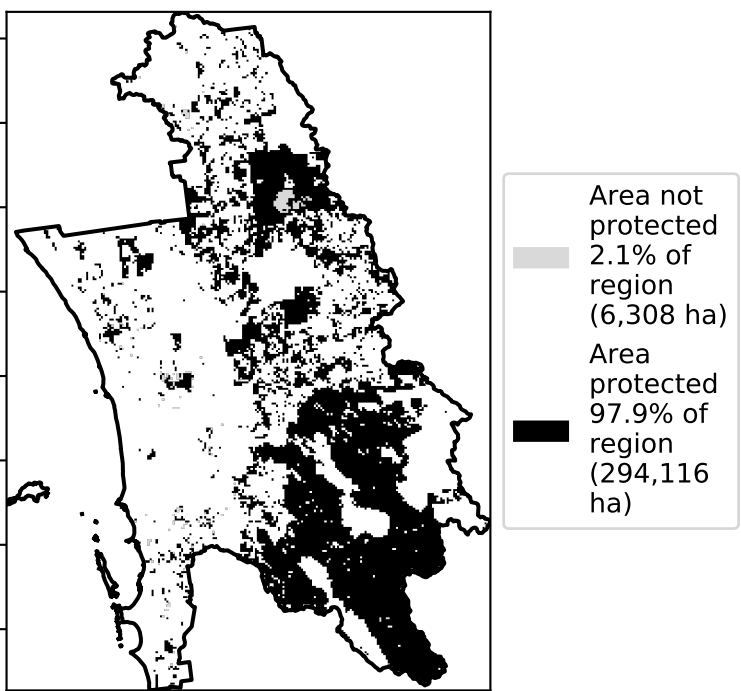 Area not
protected
2.1% of
region
(6,308 ha)
Area
protected
97.9% of
region
(294,116
ha)